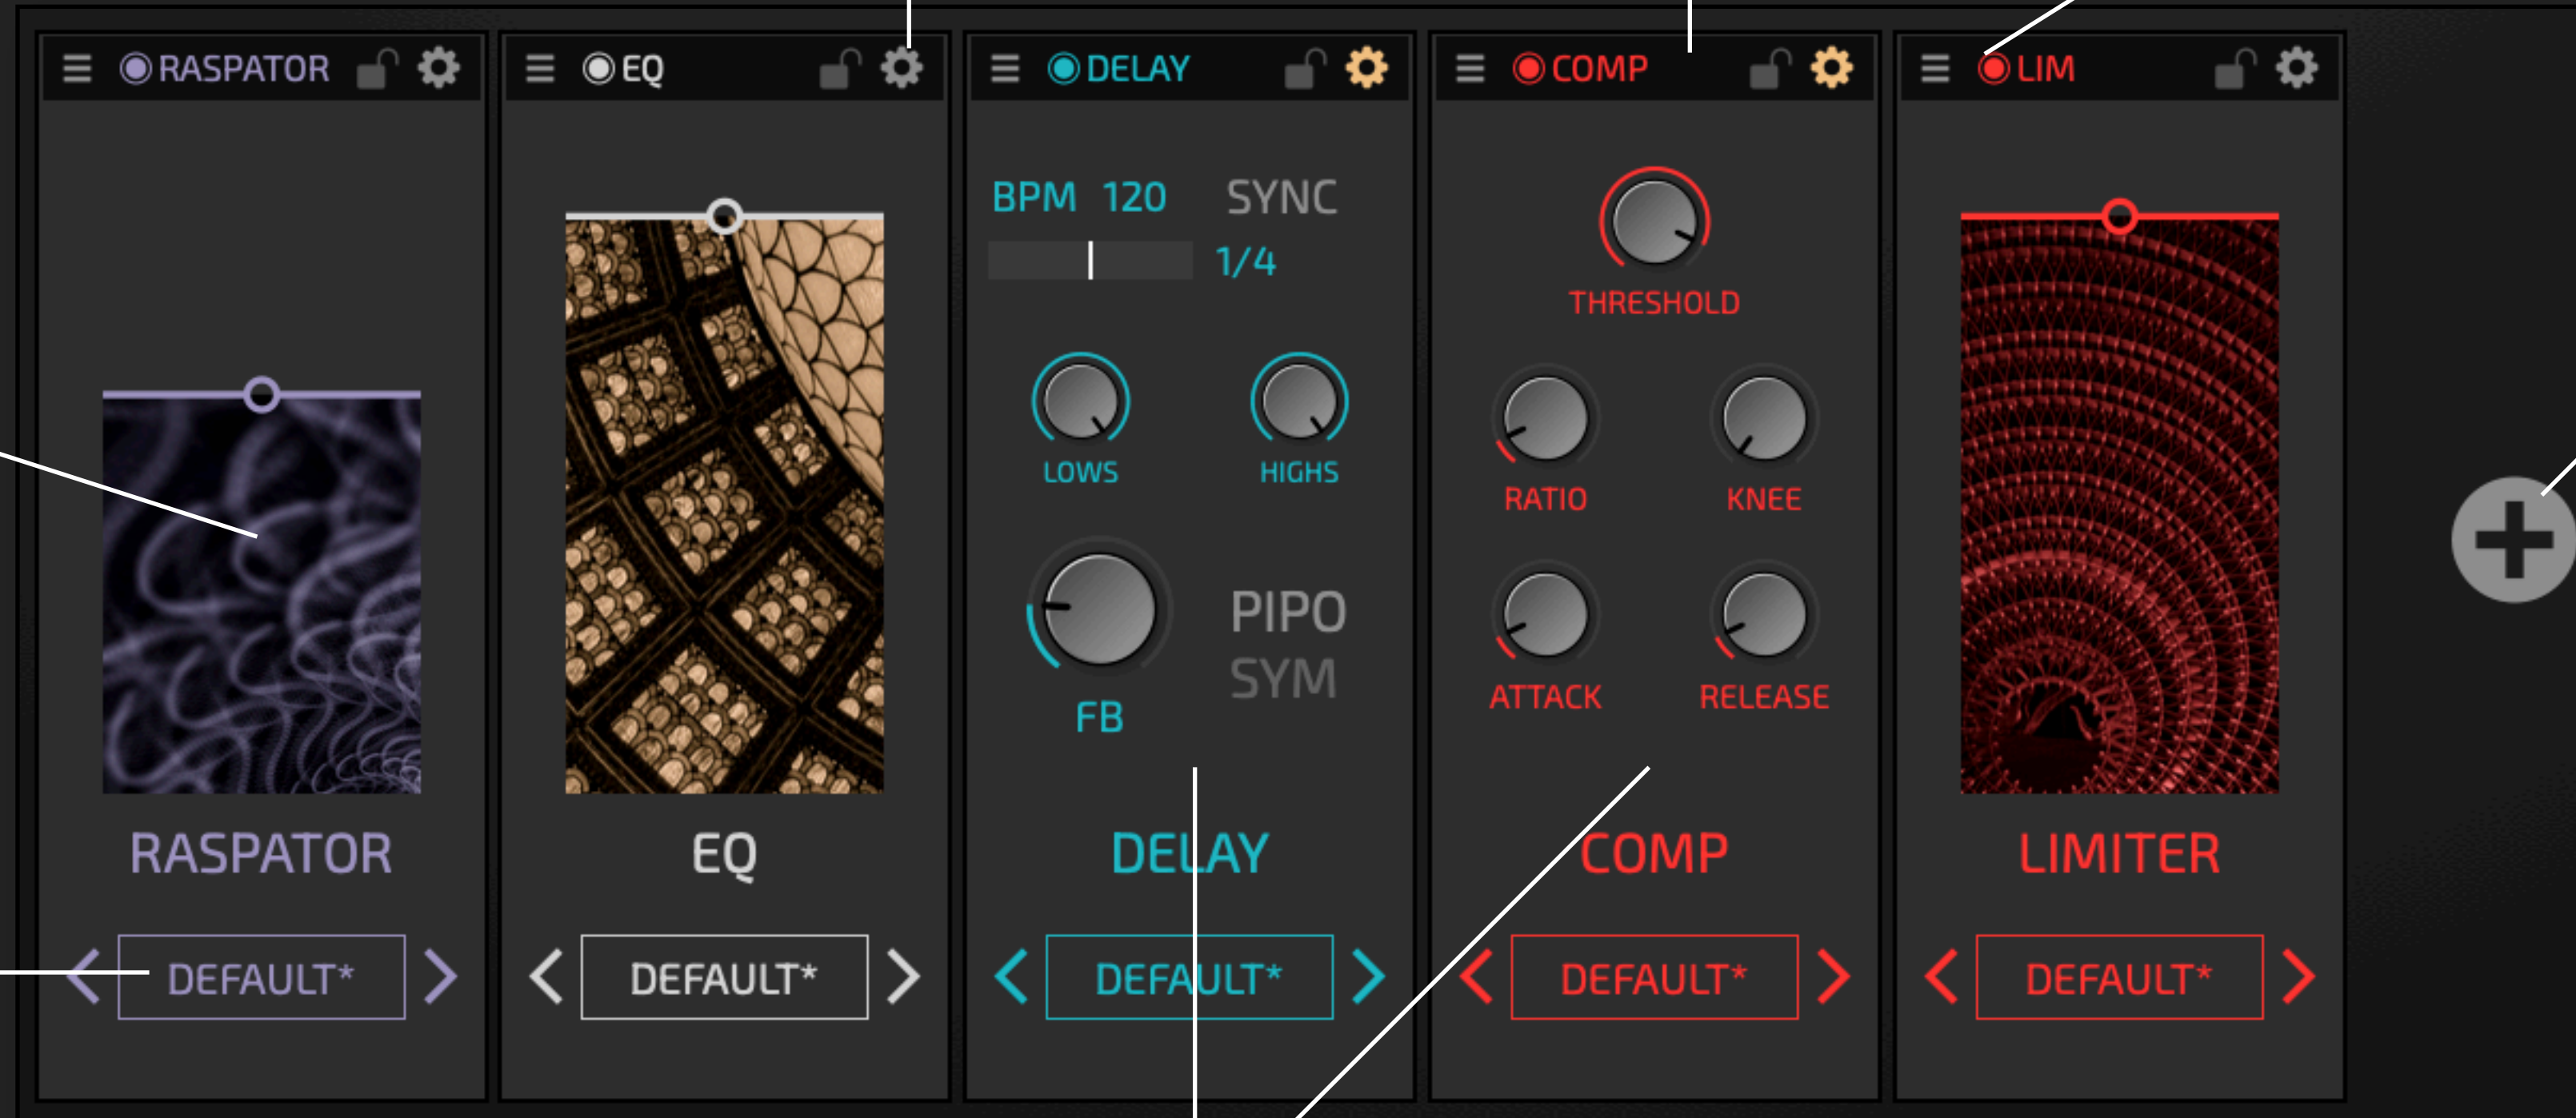 RASPATOR
EQ
DELAY
COMP
LIM
BPM 120 SYNC
1/4
LOWS HIGHS
FB
PIPO
SYM
THRESHOLD
RATIO KNEE
ATTACK RELEASE
RASPATOR
EQ
DELAY
COMP
LIMITER
DEFAULT*
DEFAULT*
DEFAULT*
DEFAULT*
DEFAULT*